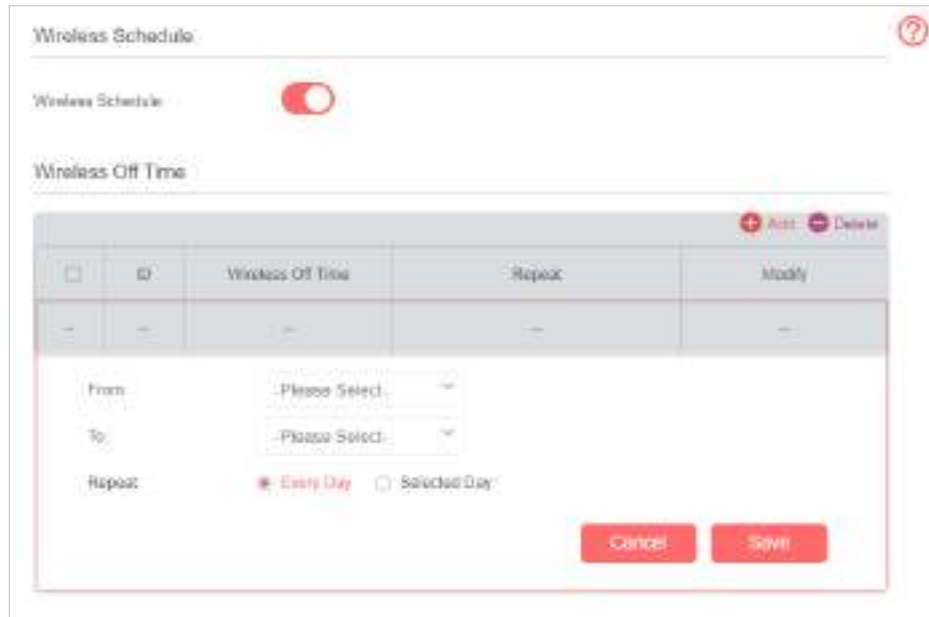 Wireless Schedule
?
Wireless Schedule
Wireless Off Time
Add Delete
ID Wireless Off Time Repeat Modify
-- -- -- -- --
From -Please Select-
To -Please Select-
Repeat Every Day Selected Day
Cancel Save